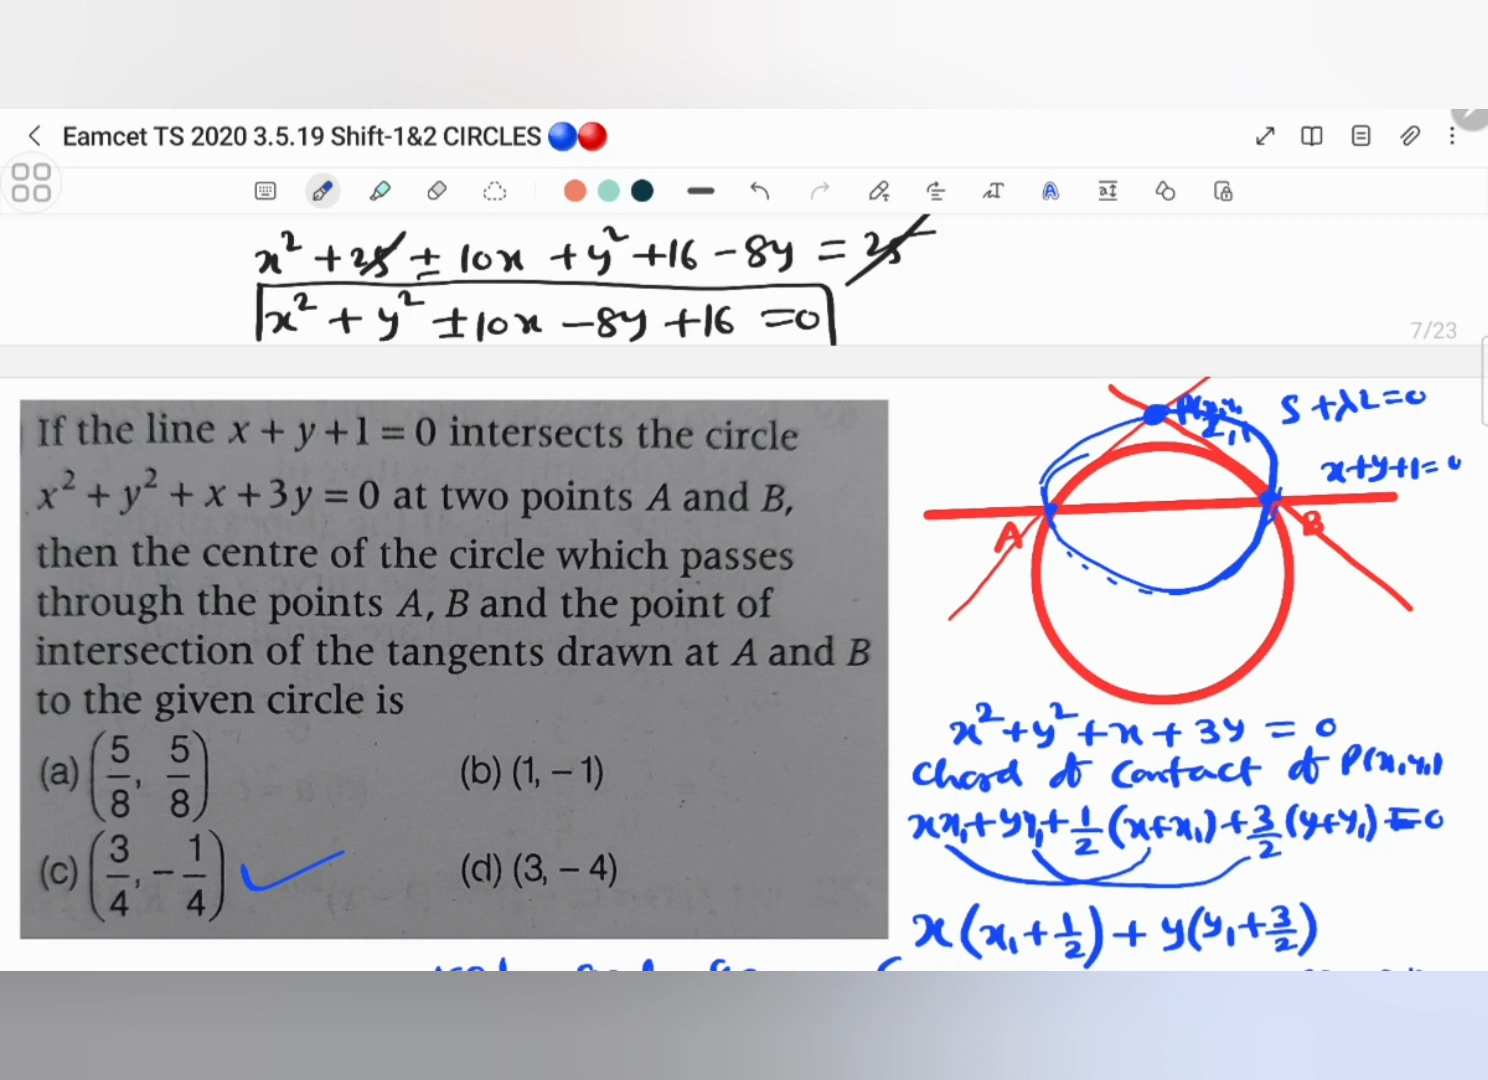 Eamcet TS 2020 3.5.19 Shift-1&2 CIRCLES
x² + 25 ± 10x + y² + 16 - 8y = 25
x² + y² ± 10x - 8y + 16 = 0
7/23
If the line x + y + 1 = 0 intersects the circle
x² + y² + x + 3y = 0 at two points A and B,
then the centre of the circle which passes
through the points A, B and the point of
intersection of the tangents drawn at A and B
to the given circle is
(a) (5/8, 5/8) (b) (1, – 1)
(c) (3/4, –1/4) (d) (3, – 4)
S + λL = 0
x+y+1=0
A
B
x² + y² + x + 3y = 0
chord of contact of P(x₁,y₁)
xx₁ + yy₁ + 1/2 (x+x₁) + 3/2 (y+y₁) = 0
x(x₁ + 1/2) + y(y₁ + 3/2)